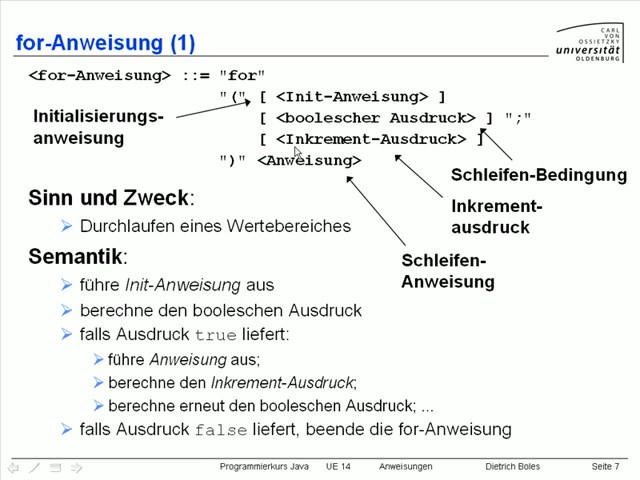 for-Anweisung (1)
CARL
VON
OSSIETZKY
universität
OLDENBURG
<for-Anweisung> ::= "for"
"(" [ <Init-Anweisung> ]
[ <boolescher Ausdruck> ] ";"
[ <Inkrement-Ausdruck> ]
")" <Anweisung>
Initialisierungs-
anweisung
Schleifen-Bedingung
Inkrement-
ausdruck
Schleifen-
Anweisung
Sinn und Zweck:
Durchlaufen eines Wertebereiches
Semantik:
führe Init-Anweisung aus
berechne den booleschen Ausdruck
falls Ausdruck true liefert:
führe Anweisung aus;
berechne den Inkrement-Ausdruck;
berechne erneut den booleschen Ausdruck; ...
falls Ausdruck false liefert, beende die for-Anweisung
Programmierkurs Java UE 14 Anweisungen Dietrich Boles Seite 7